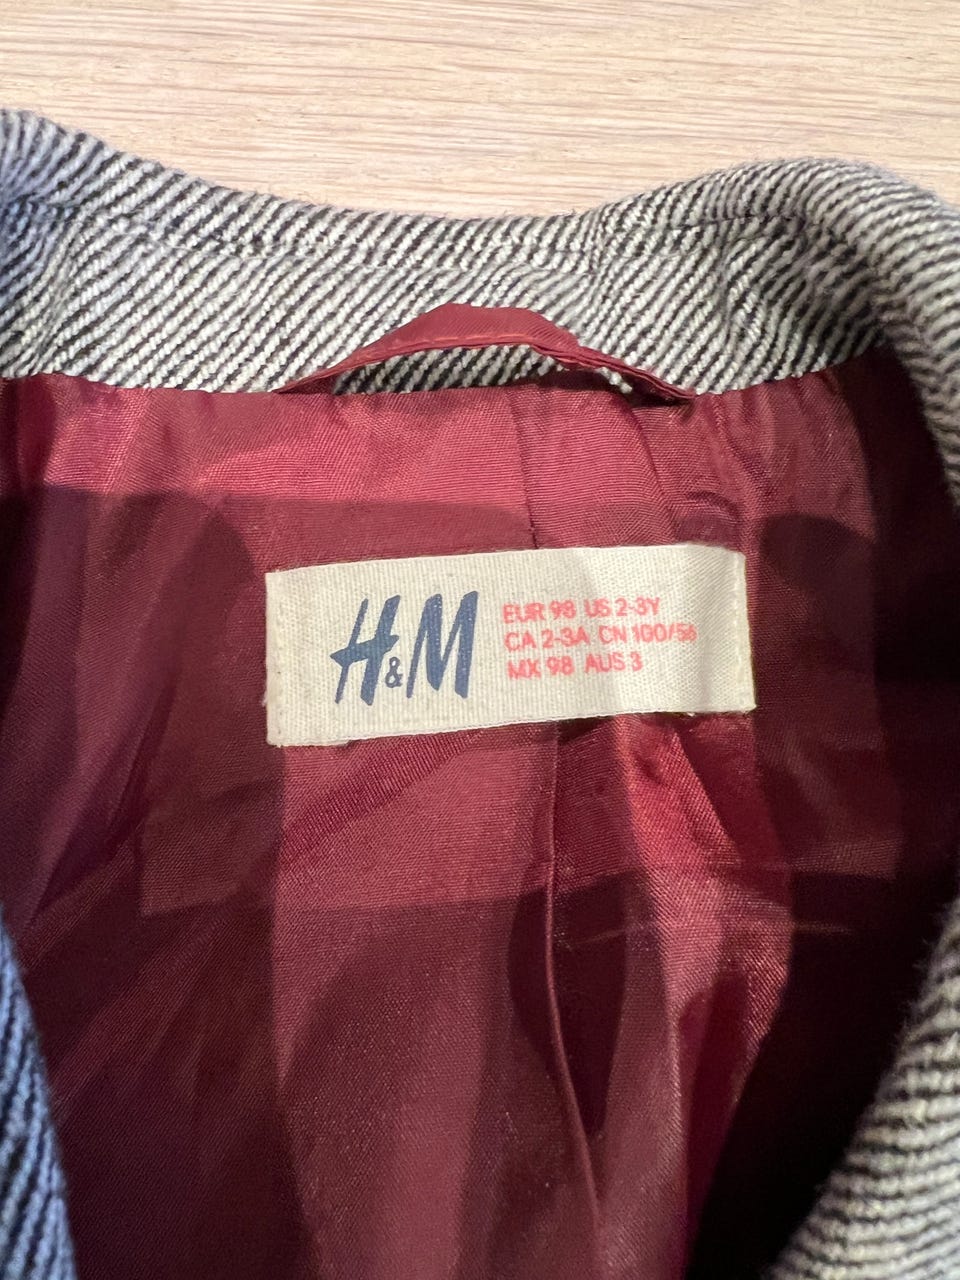 H&M
EUR 98 US 2-3Y
CA 2-3A CN 100/56
MX 98 AUS 3